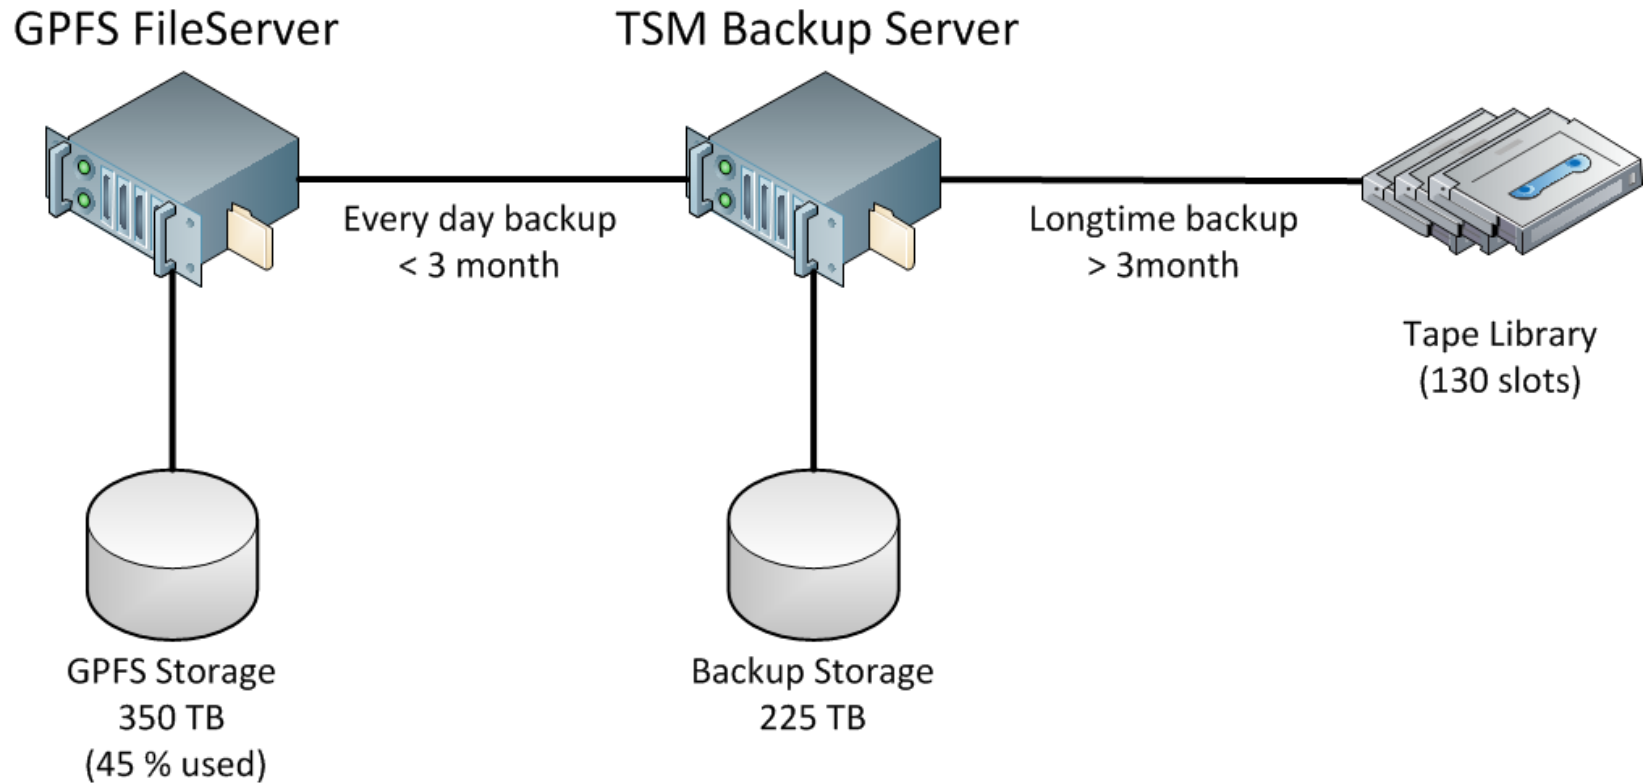 GPFS FileServer
TSM Backup Server
Every day backup
< 3 month
Longtime backup
> 3month
Tape Library
(130 slots)
GPFS Storage
350 TB
(45 % used)
Backup Storage
225 TB